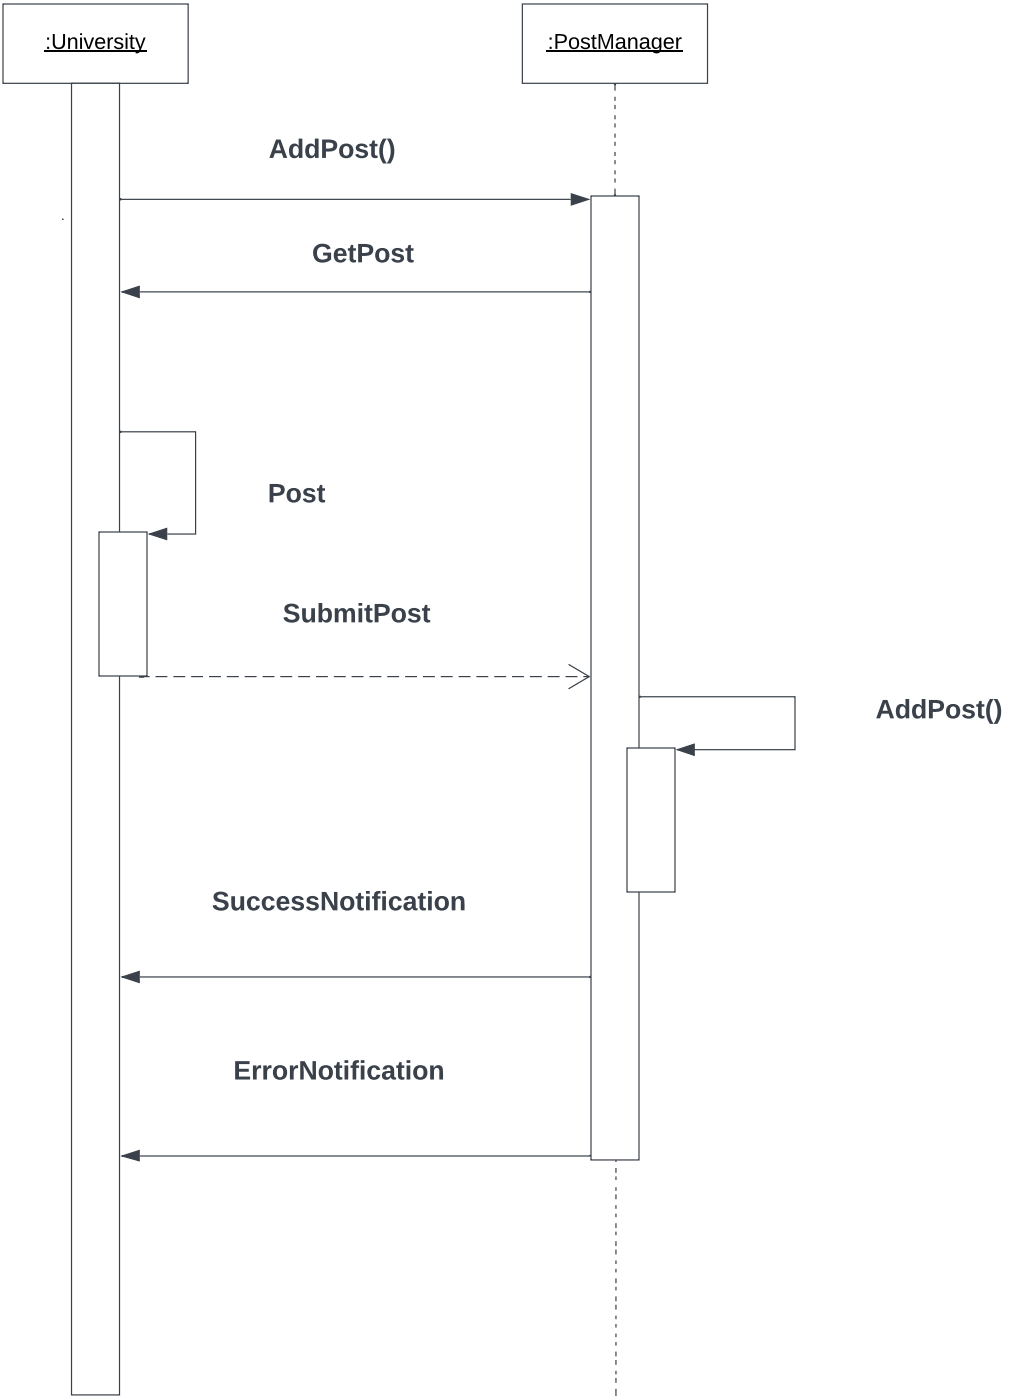 :University
:PostManager
AddPost()
GetPost
Post
SubmitPost
AddPost()
SuccessNotification
ErrorNotification